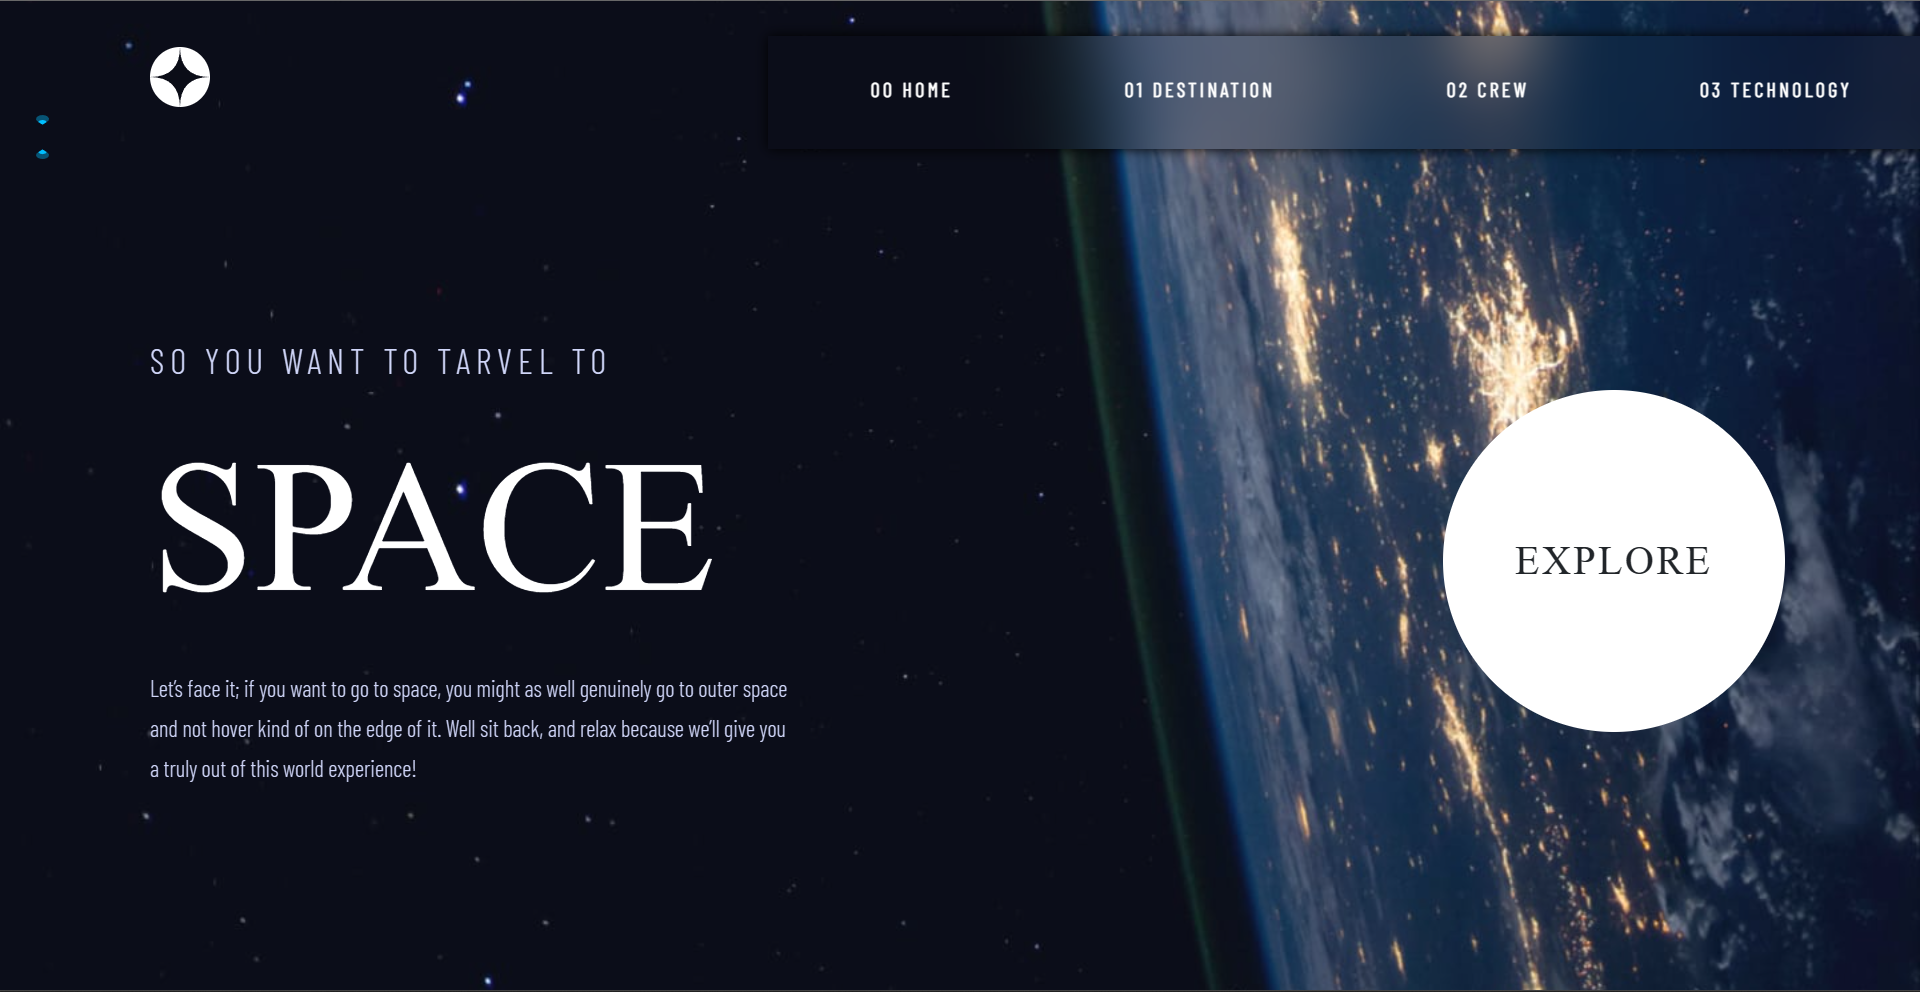 00 HOME
01 DESTINATION
02 CREW
03 TECHNOLOGY
SO YOU WANT TO TARVEL TO
SPACE
Let's face it; if you want to go to space, you might as well genuinely go to outer space
and not hover kind of on the edge of it. Well sit back, and relax because we'll give you
a truly out of this world experience!
EXPLORE